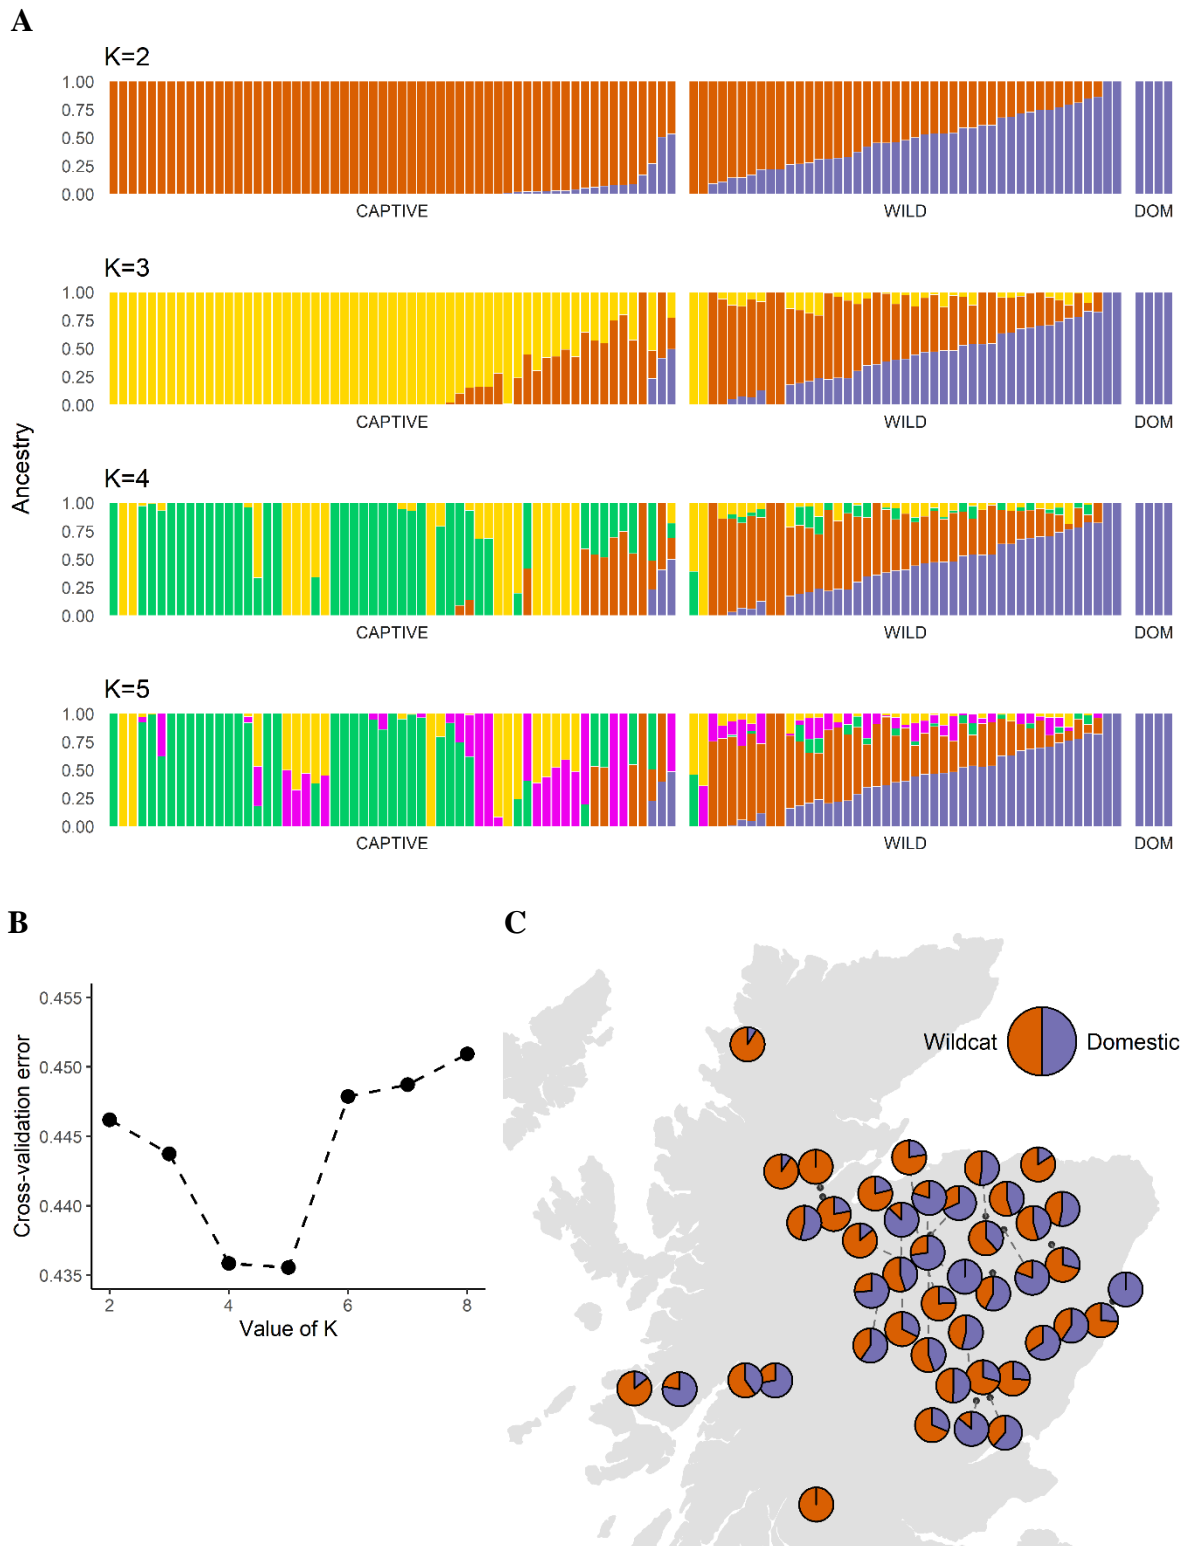 A
K=2
1.00
0.75
0.50
0.25
0.00
CAPTIVE WILD DOM
K=3
1.00
0.75
0.50
0.25
0.00
CAPTIVE WILD DOM
Ancestry
K=4
1.00
0.75
0.50
0.25
0.00
CAPTIVE WILD DOM
K=5
1.00
0.75
0.50
0.25
0.00
CAPTIVE WILD DOM
B
0.455
0.450
0.445
0.440
0.435
Cross-validation error
2 4 6 8
Value of K
C
Wildcat Domestic